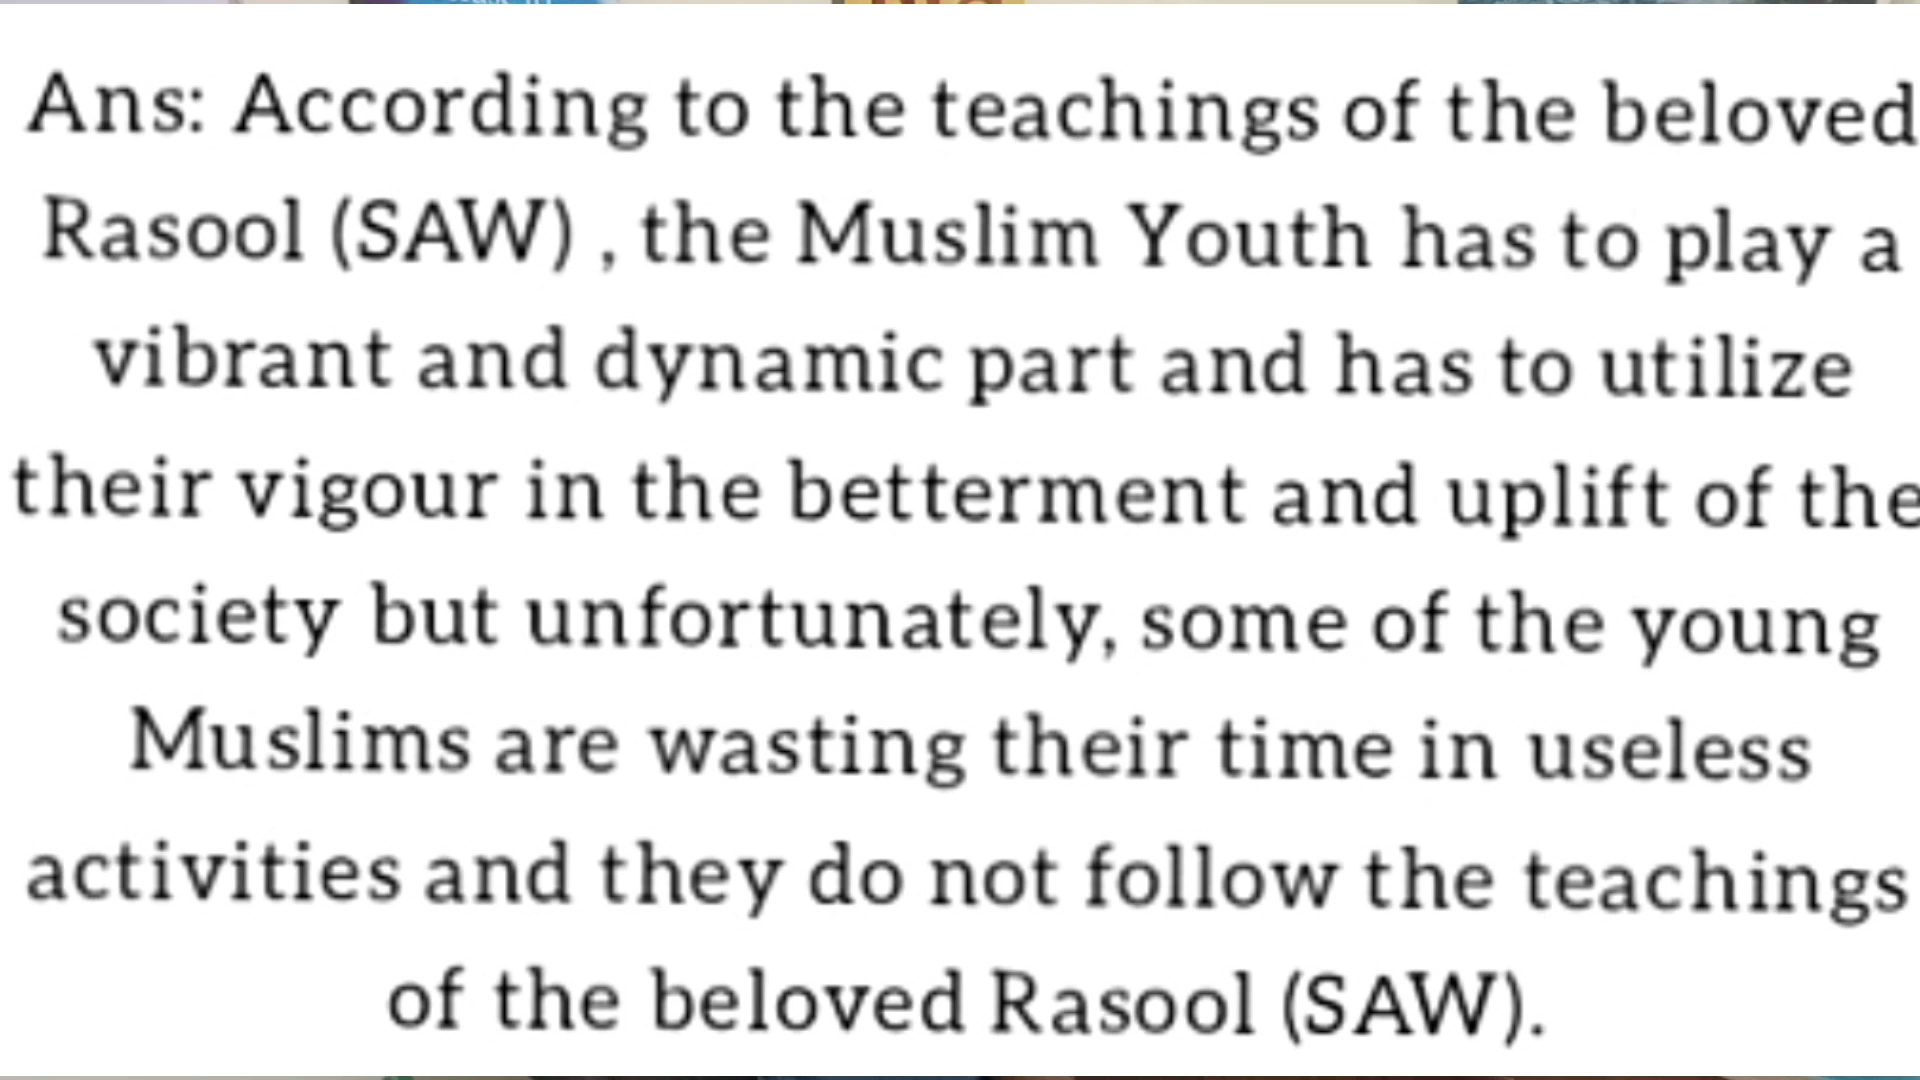 Ans: According to the teachings of the beloved
Rasool (SAW) , the Muslim Youth has to play a
vibrant and dynamic part and has to utilize
their vigour in the betterment and uplift of the
society but unfortunately, some of the young
Muslims are wasting their time in useless
activities and they do not follow the teachings
of the beloved Rasool (SAW).